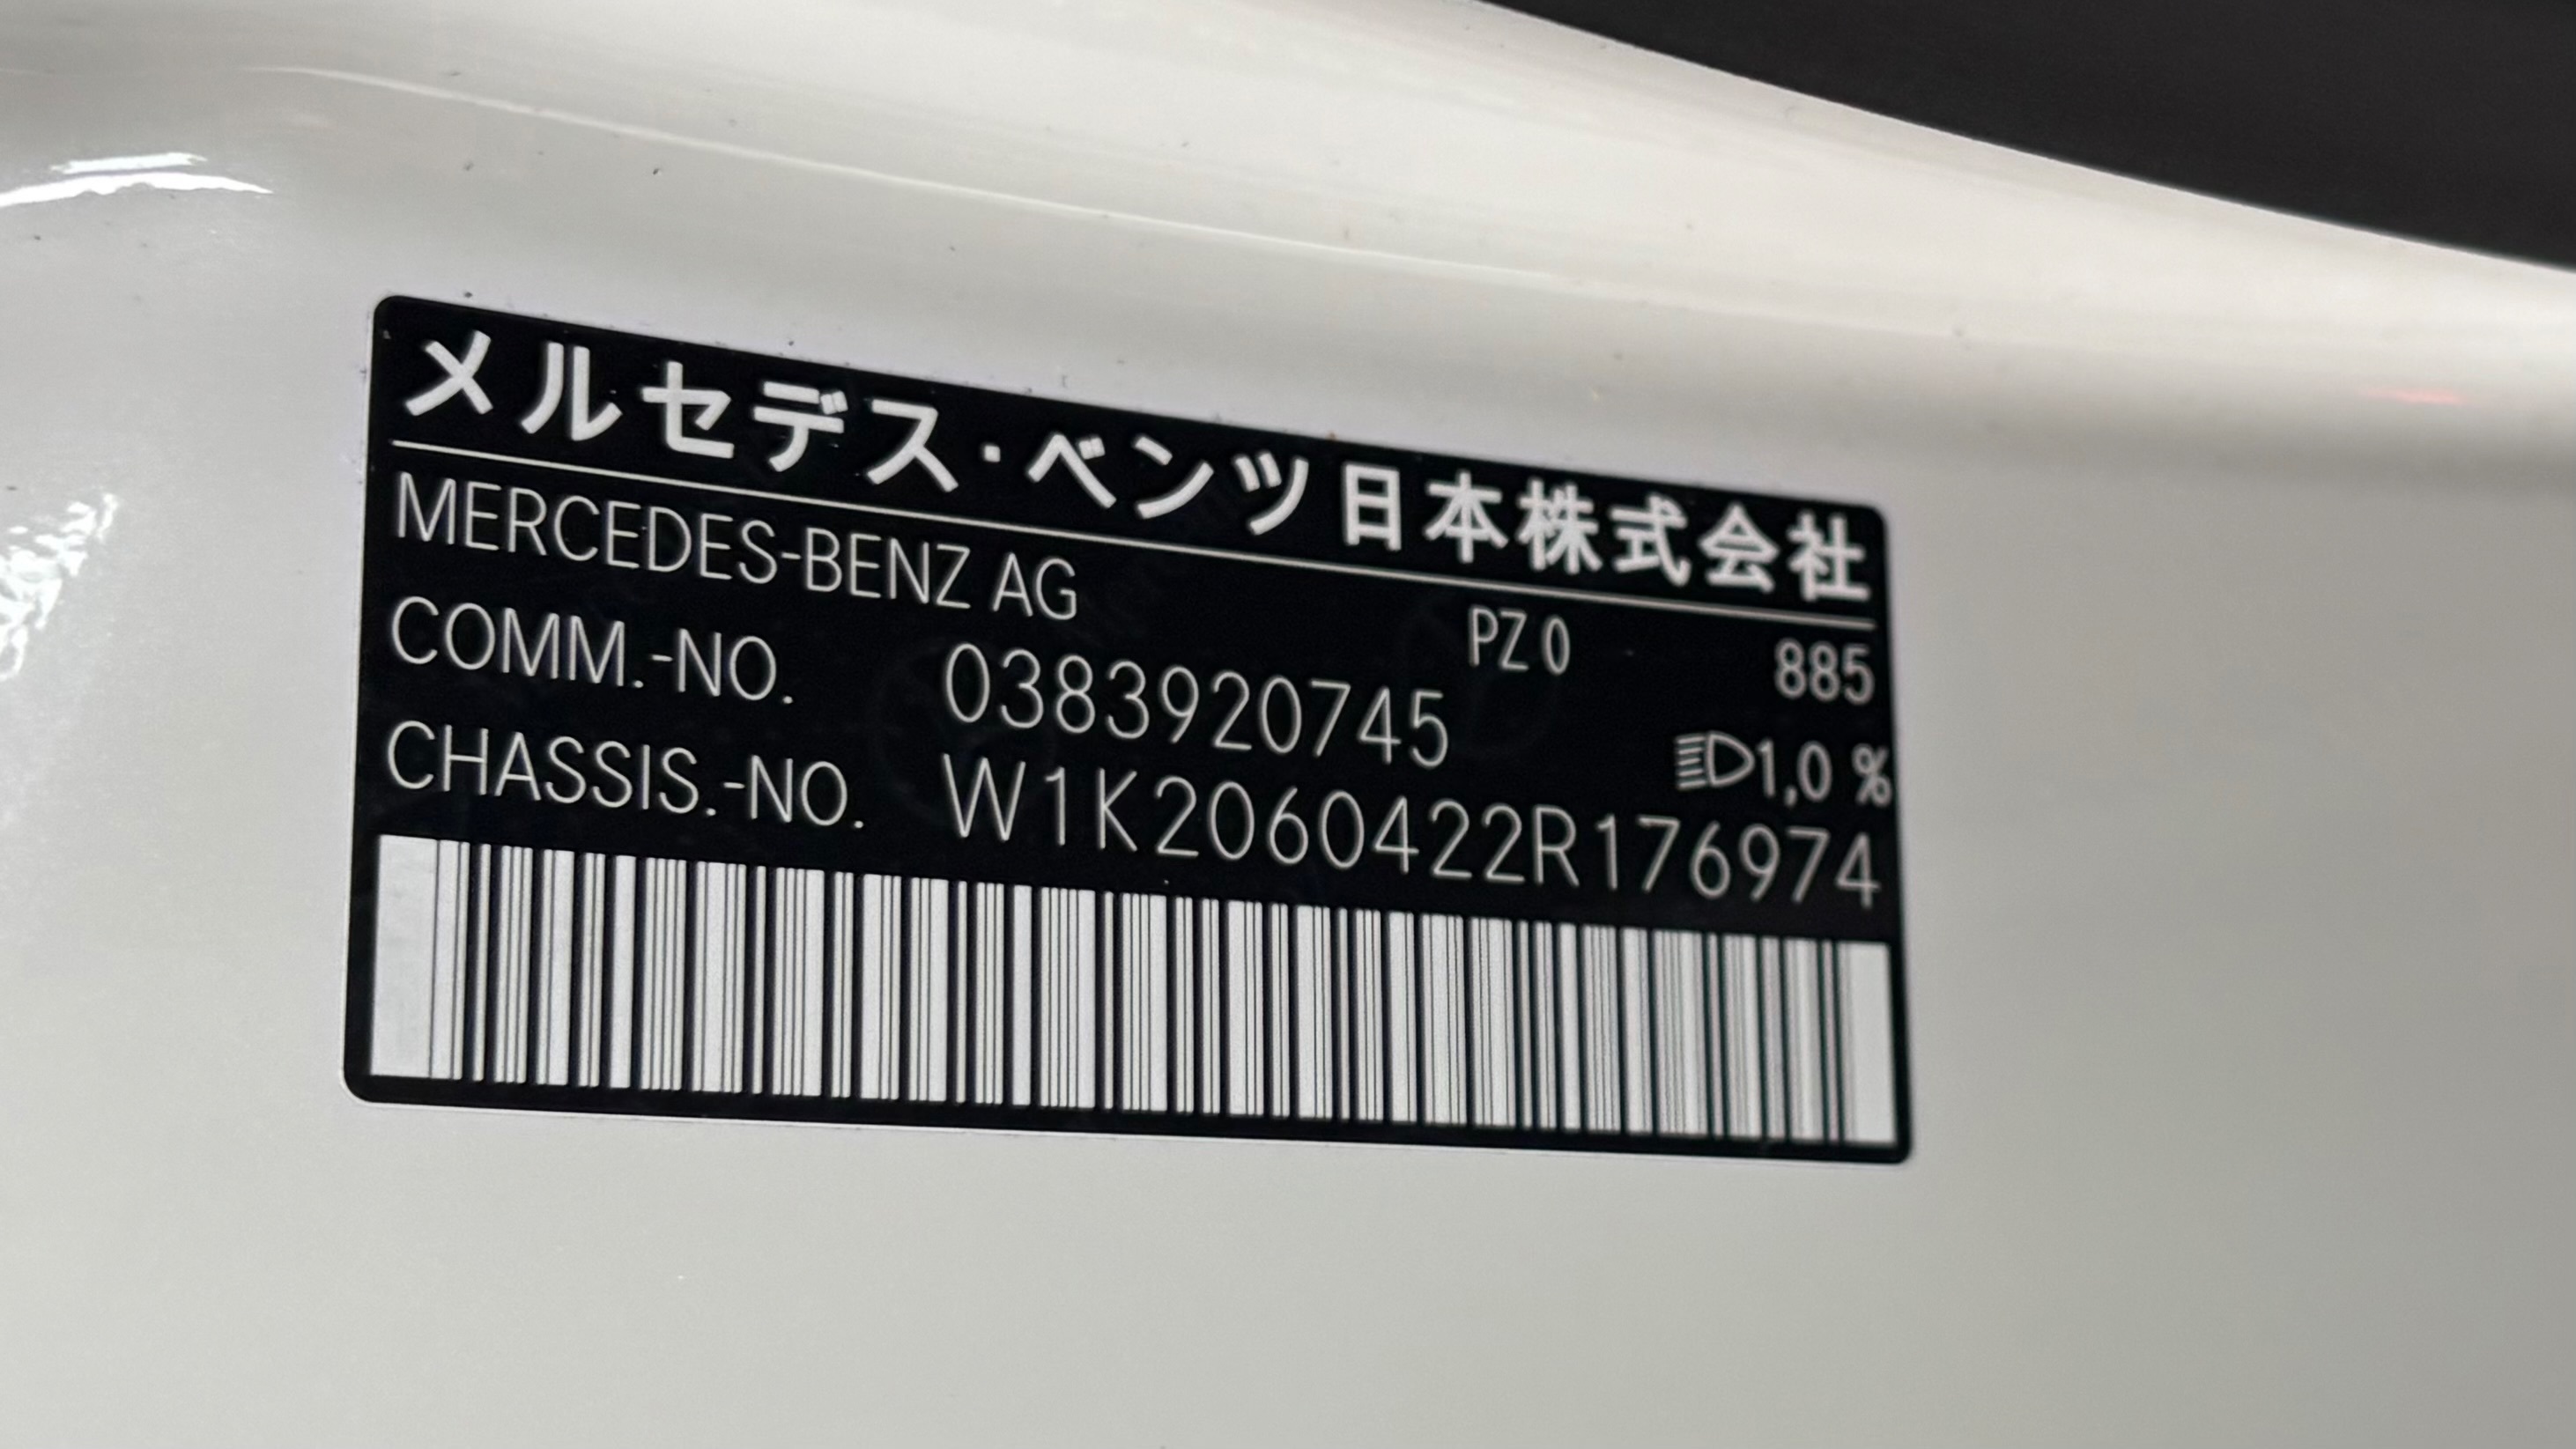 メルセデス・ベンツ日本株式会社
MERCEDES-BENZ AG PZ 0 885
COMM.-NO. 0383920745 1,0 %
CHASSIS.-NO. W1K2060422R176974